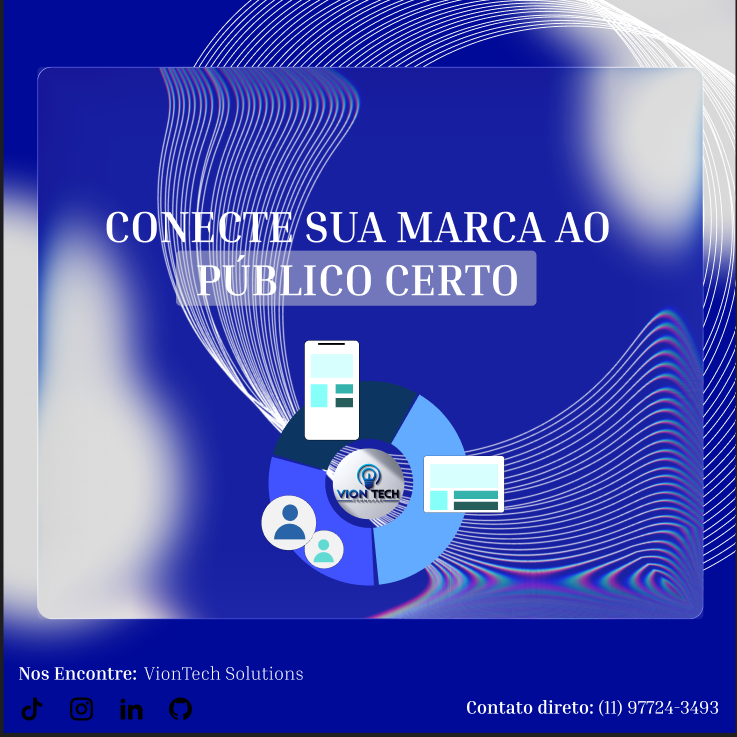 CONECTE SUA MARCA AO
PÚBLICO CERTO
VION TECH
Nos Encontre: VionTech Solutions
Contato direto: (11) 97724-3493